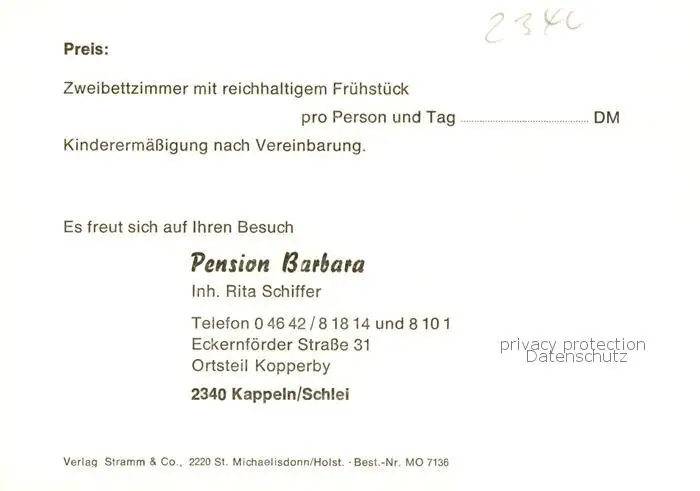 234
Preis:
Zweibettzimmer mit reichhaltigem Frühstück
pro Person und Tag ........................ DM
Kinderermäßigung nach Vereinbarung.
Es freut sich auf Ihren Besuch
Pension Barbara
Inh. Rita Schiffer
Telefon 0 46 42 / 8 18 14 und 8 10 1
Eckernförder Straße 31
Ortsteil Kopperby
2340 Kappeln/Schlei
privacy protection
Datenschutz
Verlag Stramm & Co., 2220 St. Michaelisdonn/Holst. · Best.-Nr. MO 7136